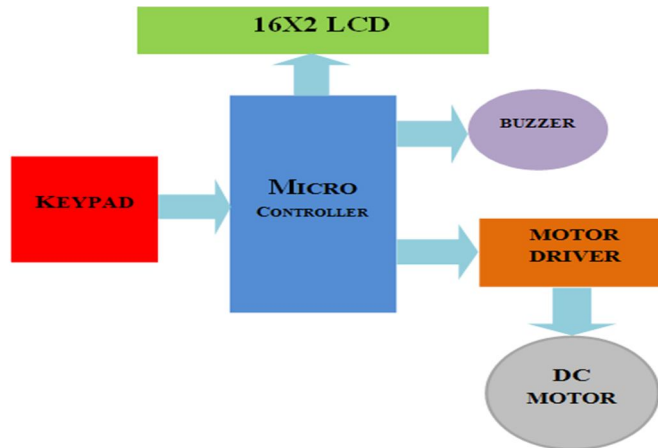 16X2 LCD
BUZZER
KEYPAD
MICRO
CONTROLLER
MOTOR
DRIVER
DC
MOTOR